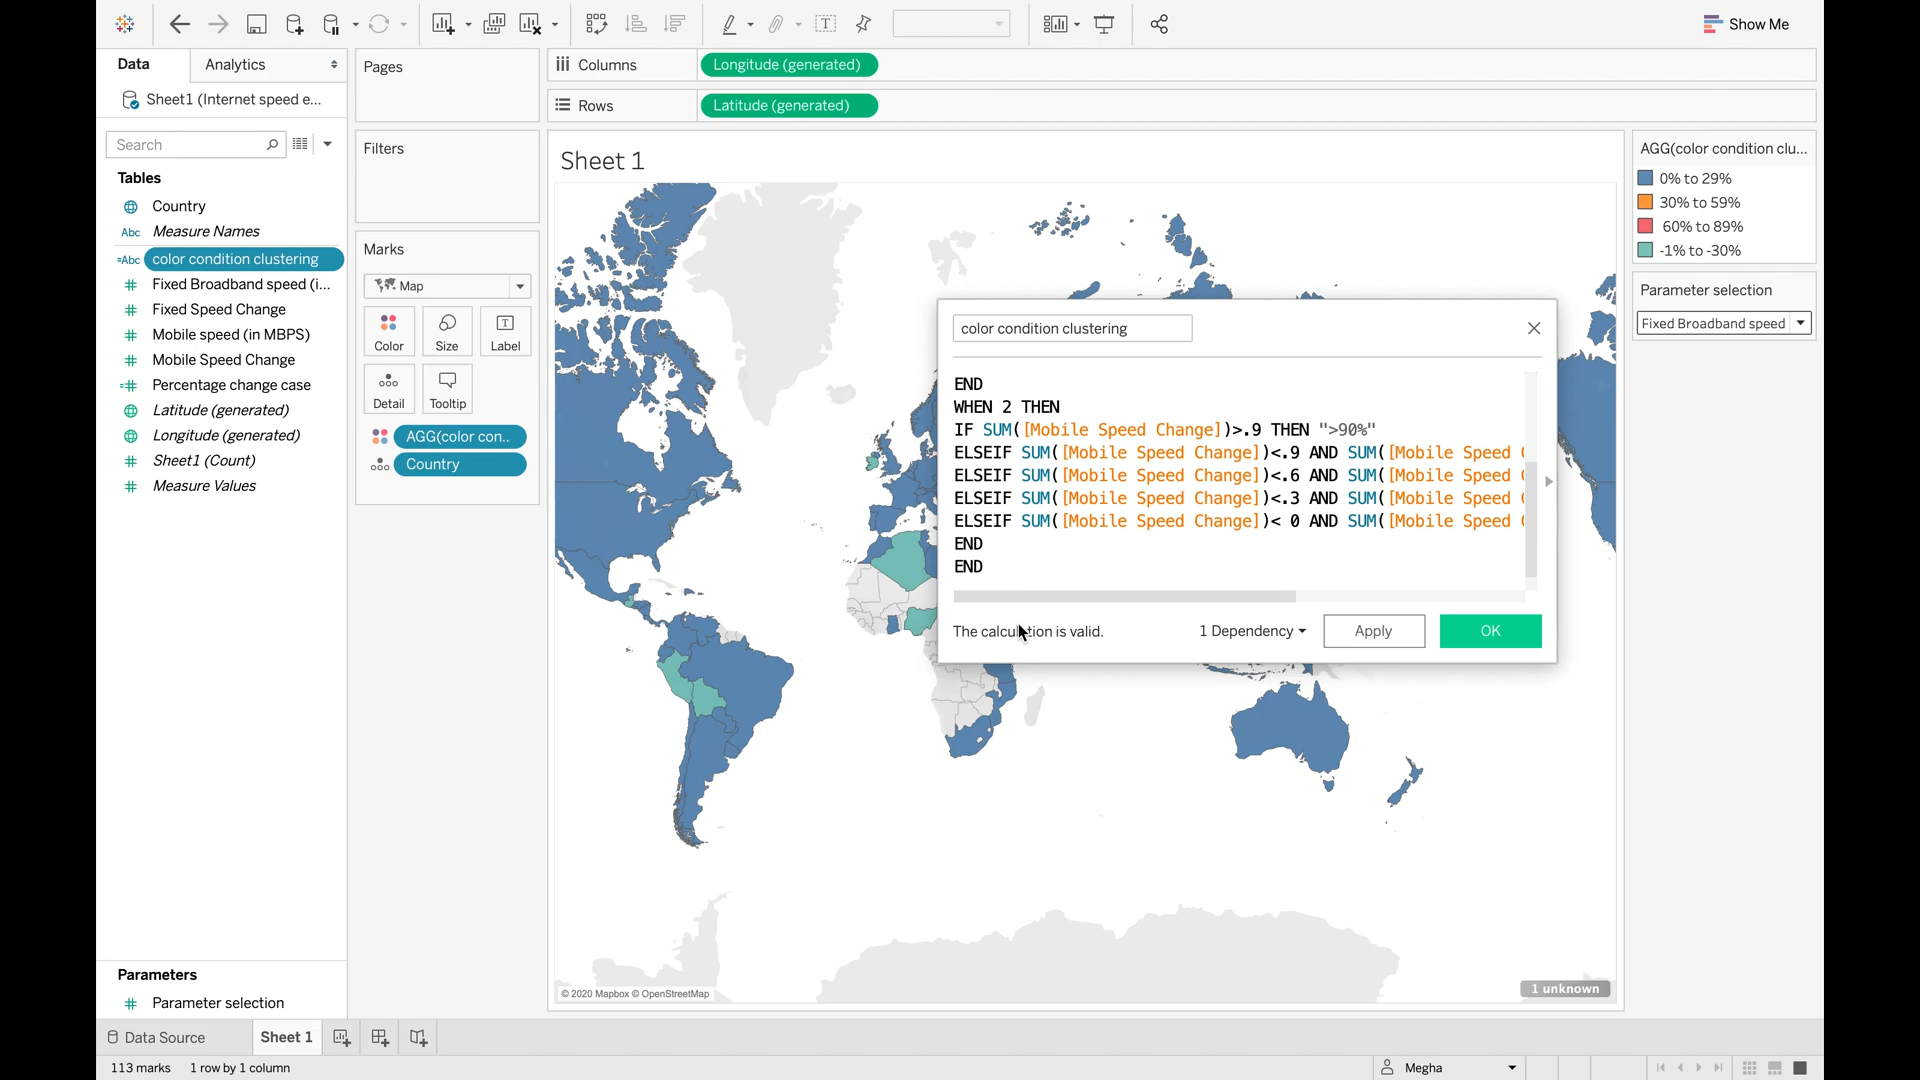 Show Me
Data
Analytics
Pages
Columns
Longitude (generated)
Sheet1 (Internet speed e...
Rows
Latitude (generated)
Search
Filters
Sheet 1
AGG(color condition clu...
Tables
0% to 29%
Country
30% to 59%
Measure Names
60% to 89%
color condition clustering
Marks
-1% to -30%
Fixed Broadband speed (i...
Map
Parameter selection
Fixed Speed Change
Fixed Broadband speed
Mobile speed (in MBPS)
Color
Size
Label
Mobile Speed Change
Percentage change case
Detail
Tooltip
Latitude (generated)
Longitude (generated)
AGG(color con..
Sheet1 (Count)
Country
Measure Values
Abc
=Abc
color condition clustering
END
WHEN 2 THEN
IF SUM([Mobile Speed Change])>.9 THEN ">90%"
ELSEIF SUM([Mobile Speed Change])<.9 AND SUM([Mobile Speed
ELSEIF SUM([Mobile Speed Change])<.6 AND SUM([Mobile Speed
ELSEIF SUM([Mobile Speed Change])<.3 AND SUM([Mobile Speed
ELSEIF SUM([Mobile Speed Change])< 0 AND SUM([Mobile Speed
END
END
The calculation is valid.
1 Dependency
Apply
OK
Parameters
Parameter selection
© 2020 Mapbox © OpenStreetMap
1 unknown
Data Source
Sheet 1
113 marks
1 row by 1 column
Megha